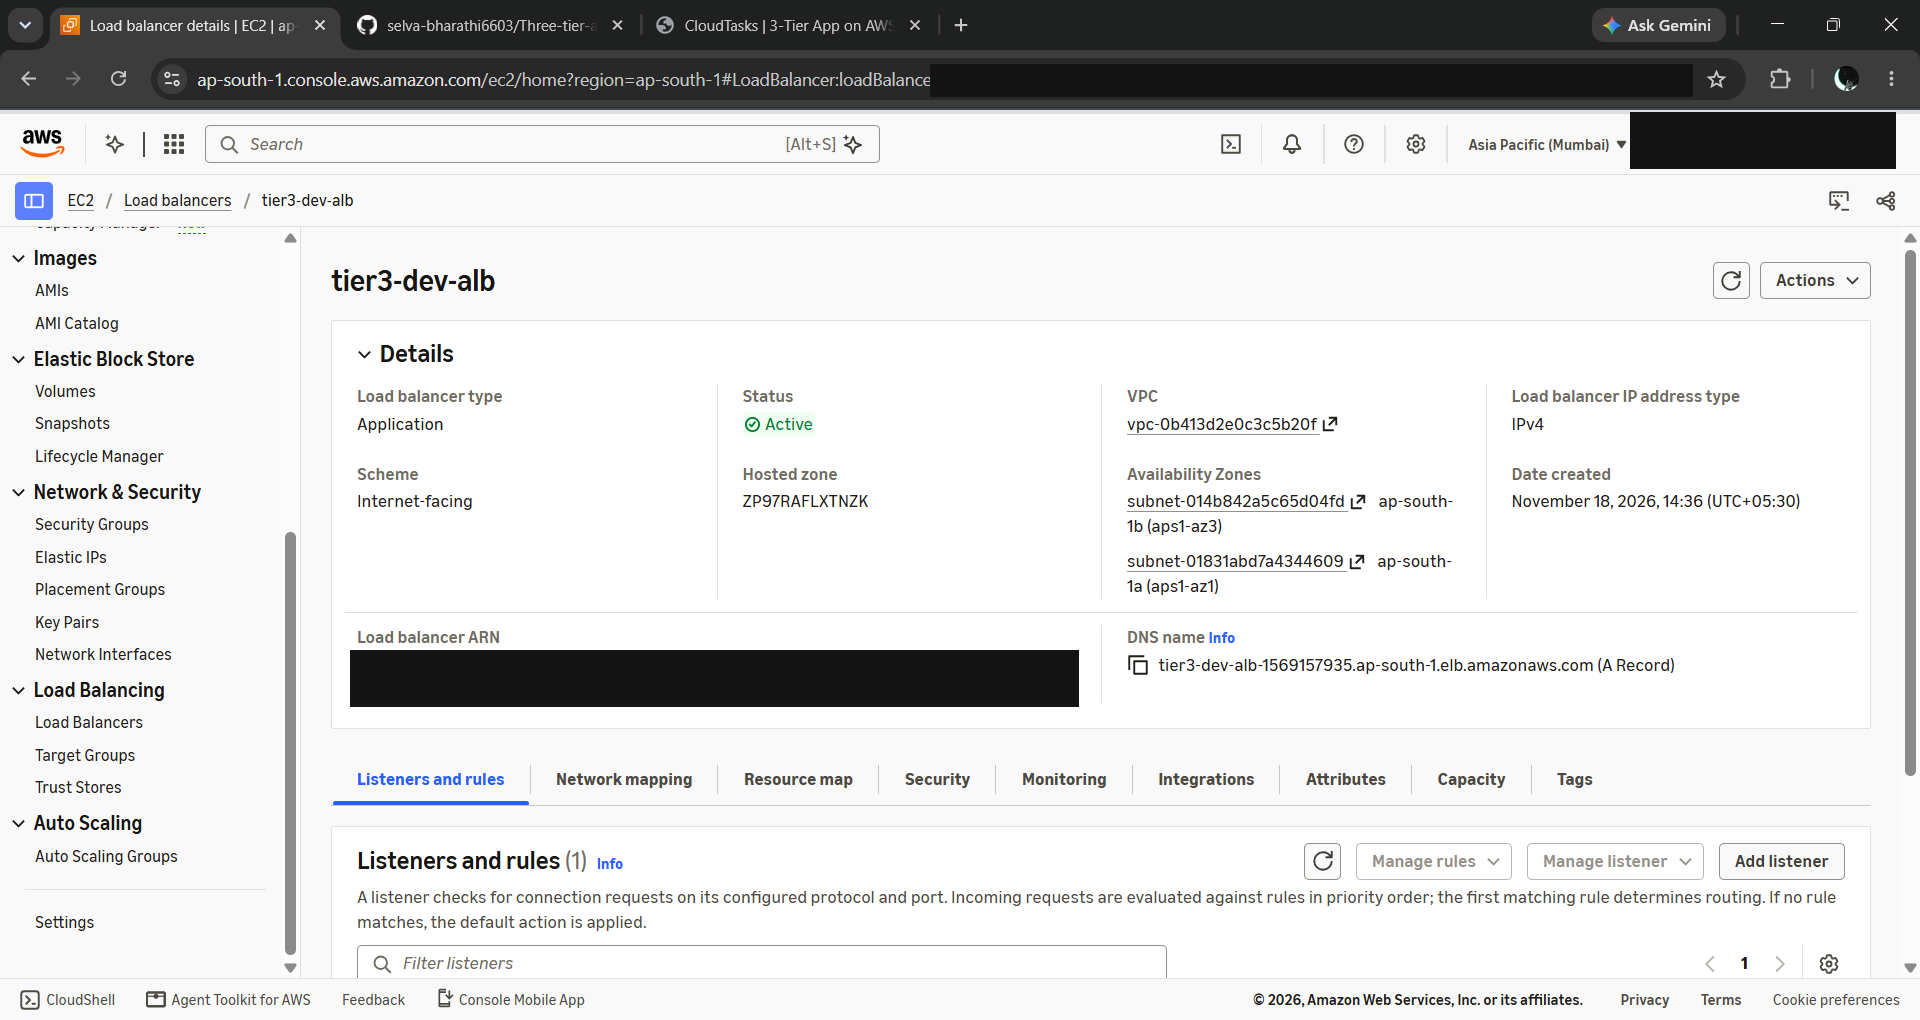 Load balancer details | EC2 | ap-
selva-bharathi6603/Three-tier-a
CloudTasks | 3-Tier App on AWS
Ask Gemini
ap-south-1.console.aws.amazon.com/ec2/home?region=ap-south-1#LoadBalancer:loadBalance
aws
Search
[Alt+S]
Asia Pacific (Mumbai)
EC2 / Load balancers / tier3-dev-alb
Images
AMIs
AMI Catalog
Elastic Block Store
Volumes
Snapshots
Lifecycle Manager
Network & Security
Security Groups
Elastic IPs
Placement Groups
Key Pairs
Network Interfaces
Load Balancing
Load Balancers
Target Groups
Trust Stores
Auto Scaling
Auto Scaling Groups
Settings
tier3-dev-alb
Actions
Details
Load balancer type
Application
Status
Active
VPC
vpc-0b413d2e0c3c5b20f
Load balancer IP address type
IPv4
Scheme
Internet-facing
Hosted zone
ZP97RAFLXTNZK
Availability Zones
subnet-014b842a5c65d04fd ap-south-
1b (aps1-az3)
subnet-01831abd7a4344609 ap-south-
1a (aps1-az1)
Date created
November 18, 2026, 14:36 (UTC+05:30)
Load balancer ARN
DNS name Info
tier3-dev-alb-1569157935.ap-south-1.elb.amazonaws.com (A Record)
Listeners and rules
Network mapping
Resource map
Security
Monitoring
Integrations
Attributes
Capacity
Tags
Listeners and rules (1) Info
Manage rules
Manage listener
Add listener
A listener checks for connection requests on its configured protocol and port. Incoming requests are evaluated against rules in priority order; the first matching rule determines routing. If no rule
matches, the default action is applied.
Filter listeners
1
CloudShell
Agent Toolkit for AWS
Feedback
Console Mobile App
© 2026, Amazon Web Services, Inc. or its affiliates.
Privacy
Terms
Cookie preferences